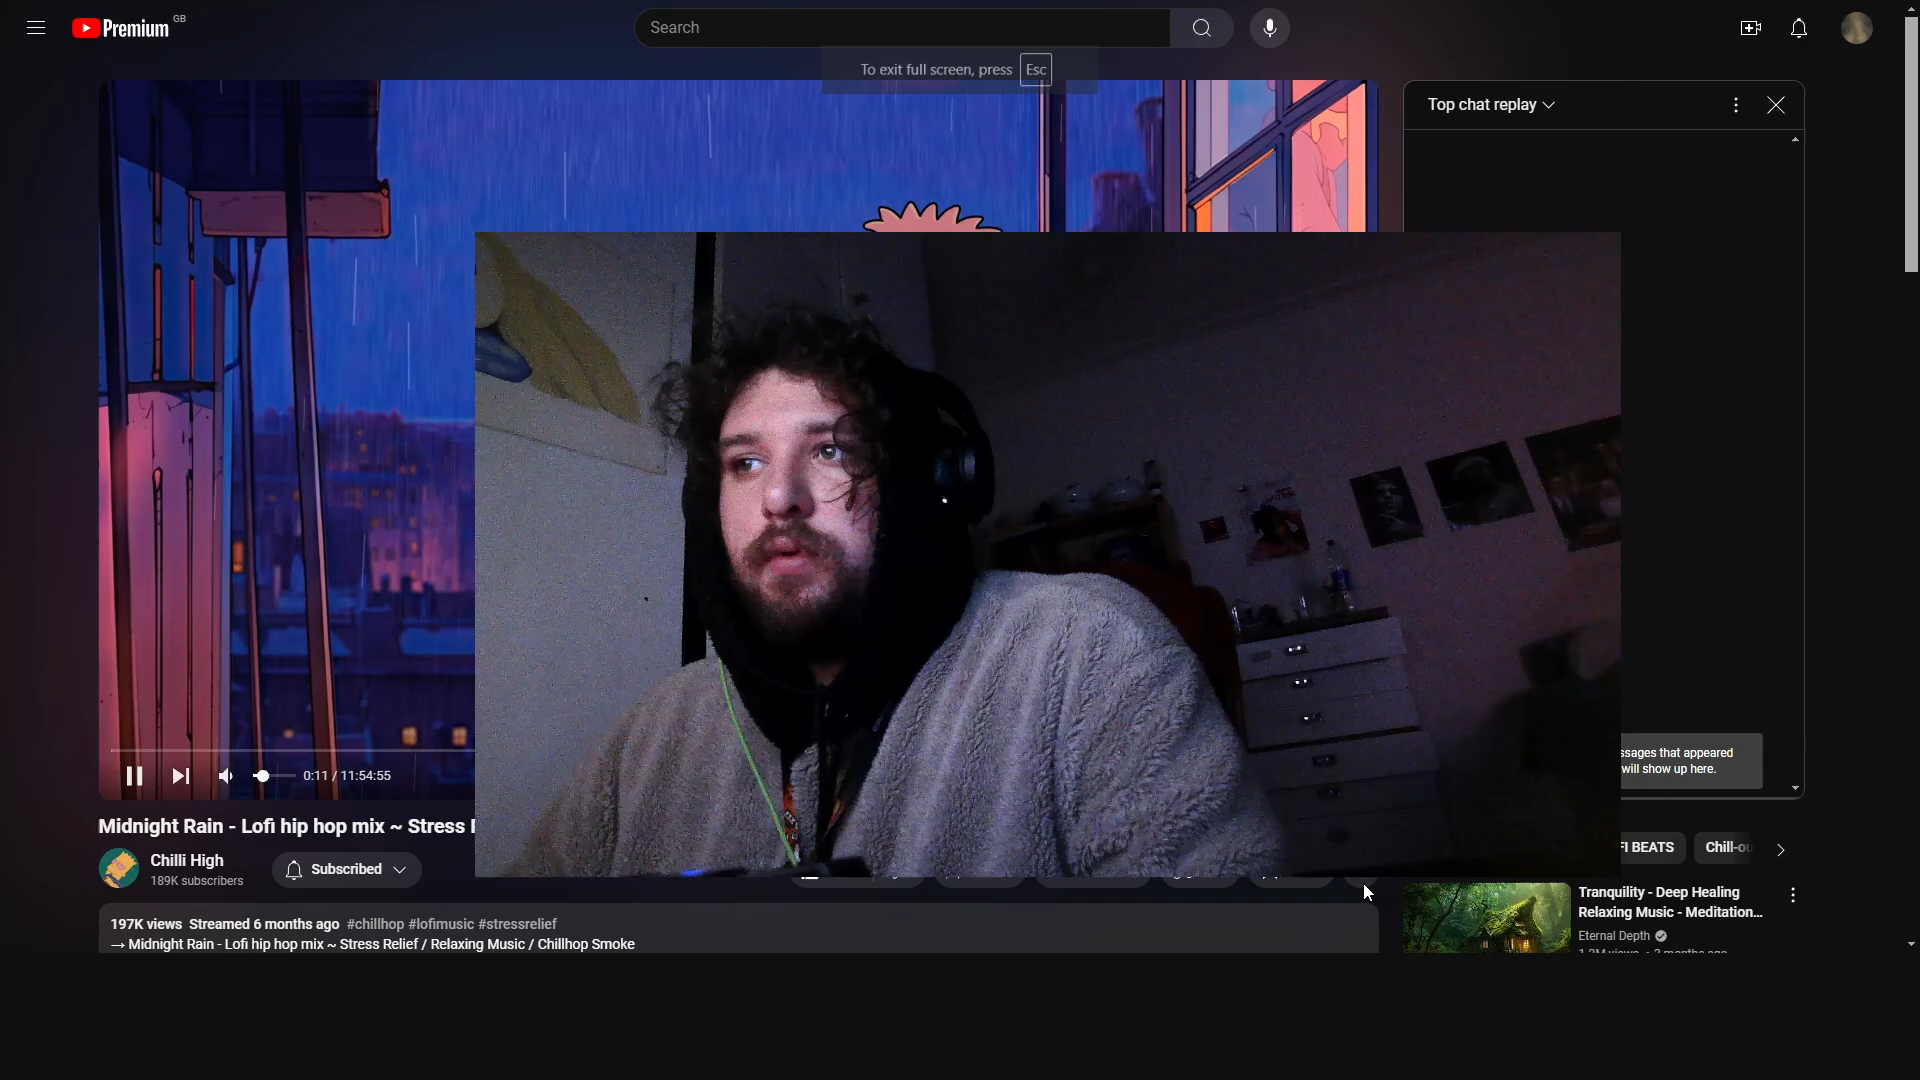 Premium GB
Search
To exit full screen, press Esc
Top chat replay
ssages that appeared
will show up here.
0:11 / 11:54:55
Midnight Rain - Lofi hip hop mix ~ Stress
Chilli High
189K subscribers
Subscribed
FI BEATS
Chill-ou
197K views Streamed 6 months ago #chillhop #lofimusic #stressrelief
→ Midnight Rain - Lofi hip hop mix ~ Stress Relief / Relaxing Music / Chillhop Smoke
Tranquility - Deep Healing
Relaxing Music - Meditation...
Eternal Depth